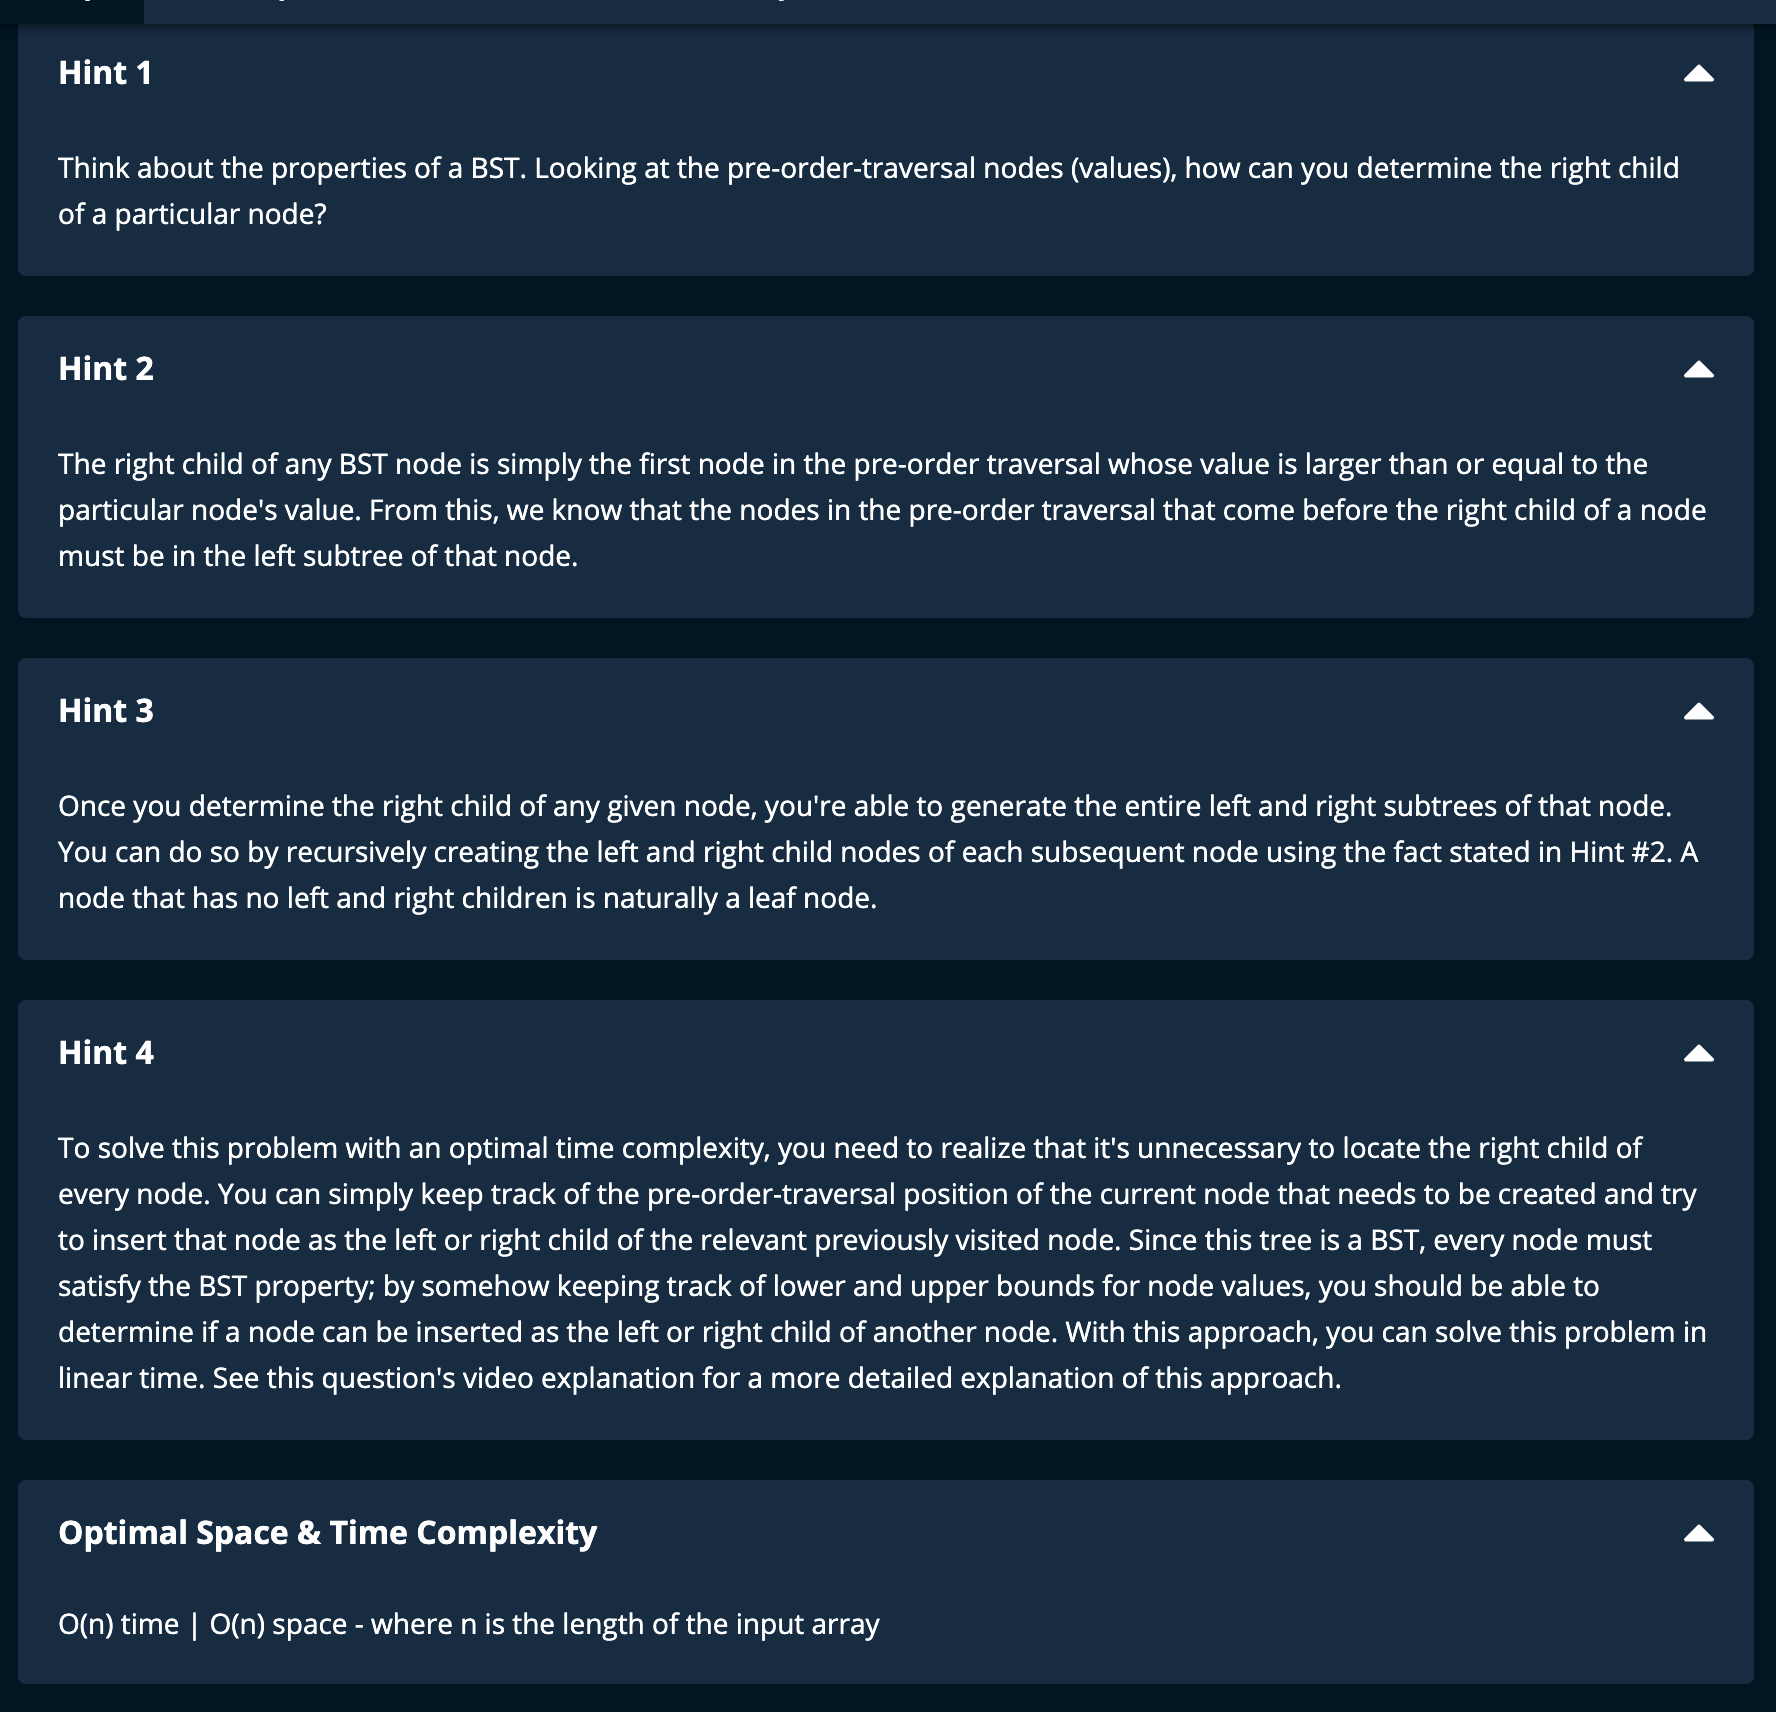 Hint 1
Think about the properties of a BST. Looking at the pre-order-traversal nodes (values), how can you determine the right child
of a particular node?
Hint 2
The right child of any BST node is simply the first node in the pre-order traversal whose value is larger than or equal to the
particular node's value. From this, we know that the nodes in the pre-order traversal that come before the right child of a node
must be in the left subtree of that node.
Hint 3
Once you determine the right child of any given node, you're able to generate the entire left and right subtrees of that node.
You can do so by recursively creating the left and right child nodes of each subsequent node using the fact stated in Hint #2. A
node that has no left and right children is naturally a leaf node.
Hint 4
To solve this problem with an optimal time complexity, you need to realize that it's unnecessary to locate the right child of
every node. You can simply keep track of the pre-order-traversal position of the current node that needs to be created and try
to insert that node as the left or right child of the relevant previously visited node. Since this tree is a BST, every node must
satisfy the BST property; by somehow keeping track of lower and upper bounds for node values, you should be able to
determine if a node can be inserted as the left or right child of another node. With this approach, you can solve this problem in
linear time. See this question's video explanation for a more detailed explanation of this approach.
Optimal Space & Time Complexity
O(n) time | O(n) space - where n is the length of the input array